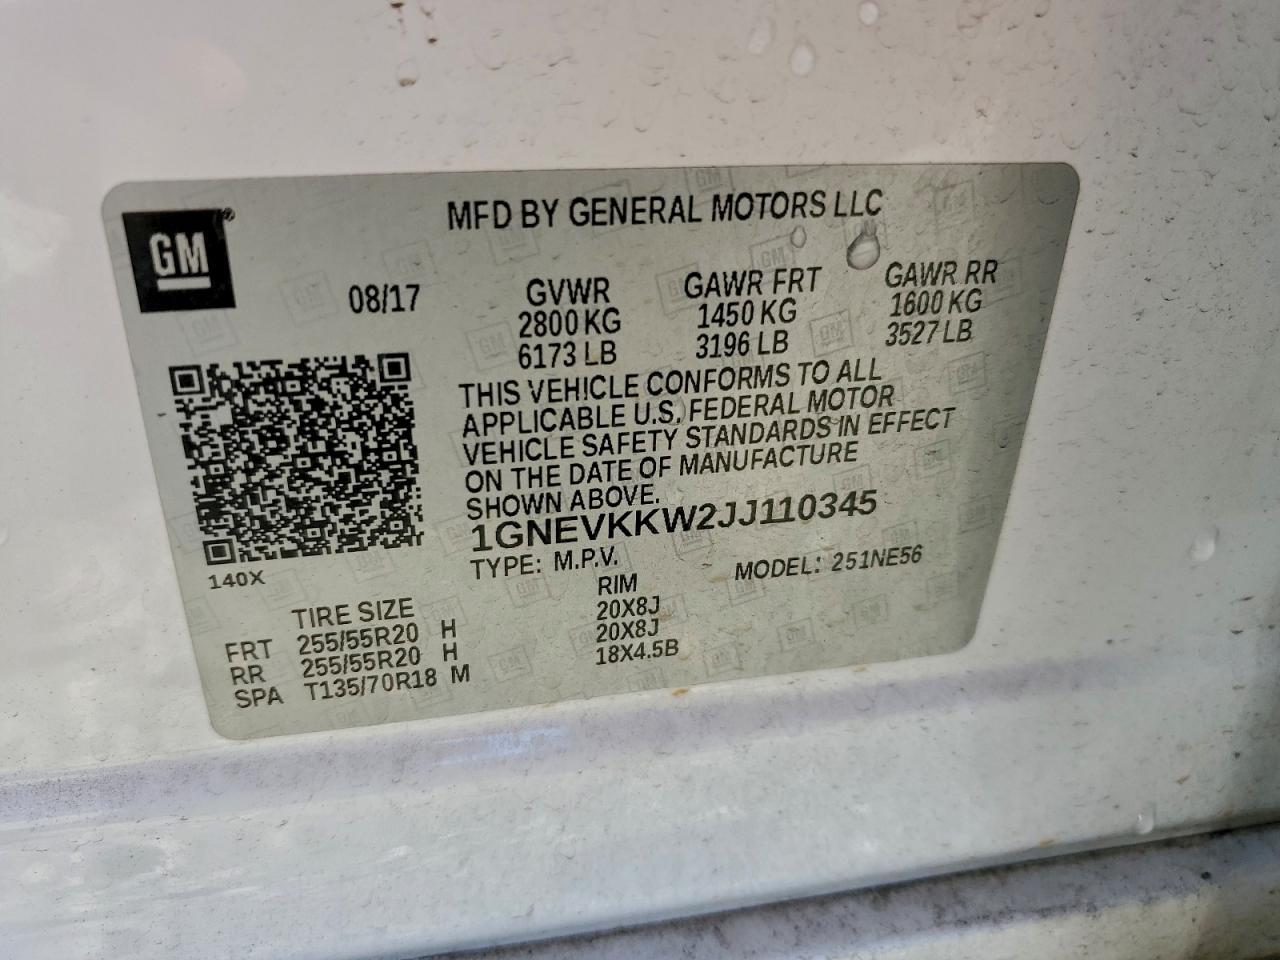 GM®
MFD BY GENERAL MOTORS LLC
08/17
GVWR GAWR FRT GAWR RR
2800 KG 1450 KG 1600 KG
6173 LB 3196 LB 3527 LB
THIS VEHICLE CONFORMS TO ALL
APPLICABLE U.S. FEDERAL MOTOR
VEHICLE SAFETY STANDARDS IN EFFECT
ON THE DATE OF MANUFACTURE
SHOWN ABOVE.
1GNEVKKW2JJ110345
140X
TYPE: M.P.V. MODEL: 251NE56
TIRE SIZE RIM
FRT 255/55R20 H 20X8J
RR 255/55R20 H 20X8J
SPA T135/70R18 M 18X4.5B